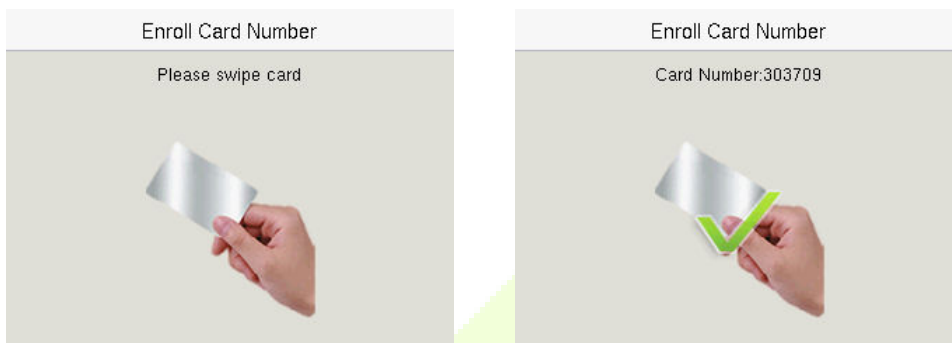 Enroll Card Number
Please swipe card
Enroll Card Number
Card Number:303709